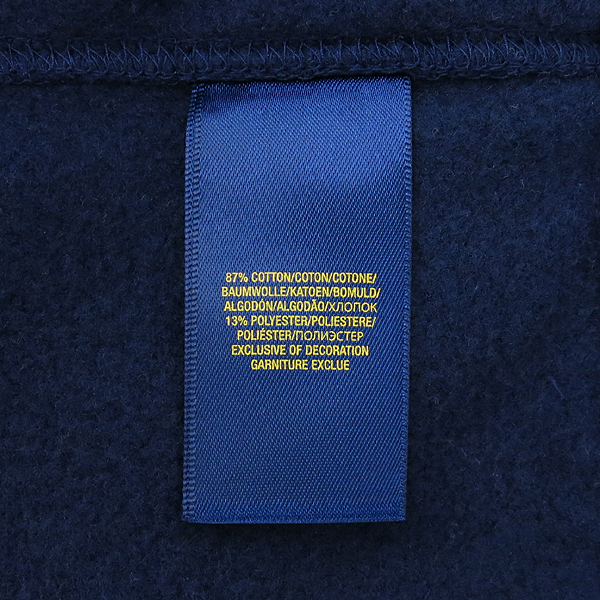 87% COTTON/COTON/COTONE/
BAUMWOLLE/KATOEN/BOMULD/
ALGODÓN/ALGODÃO/ХЛОПОК
13% POLYESTER/POLIESTERE/
POLIÉSTER/ПОЛИЭСТЕР
EXCLUSIVE OF DECORATION
GARNITURE EXCLUE